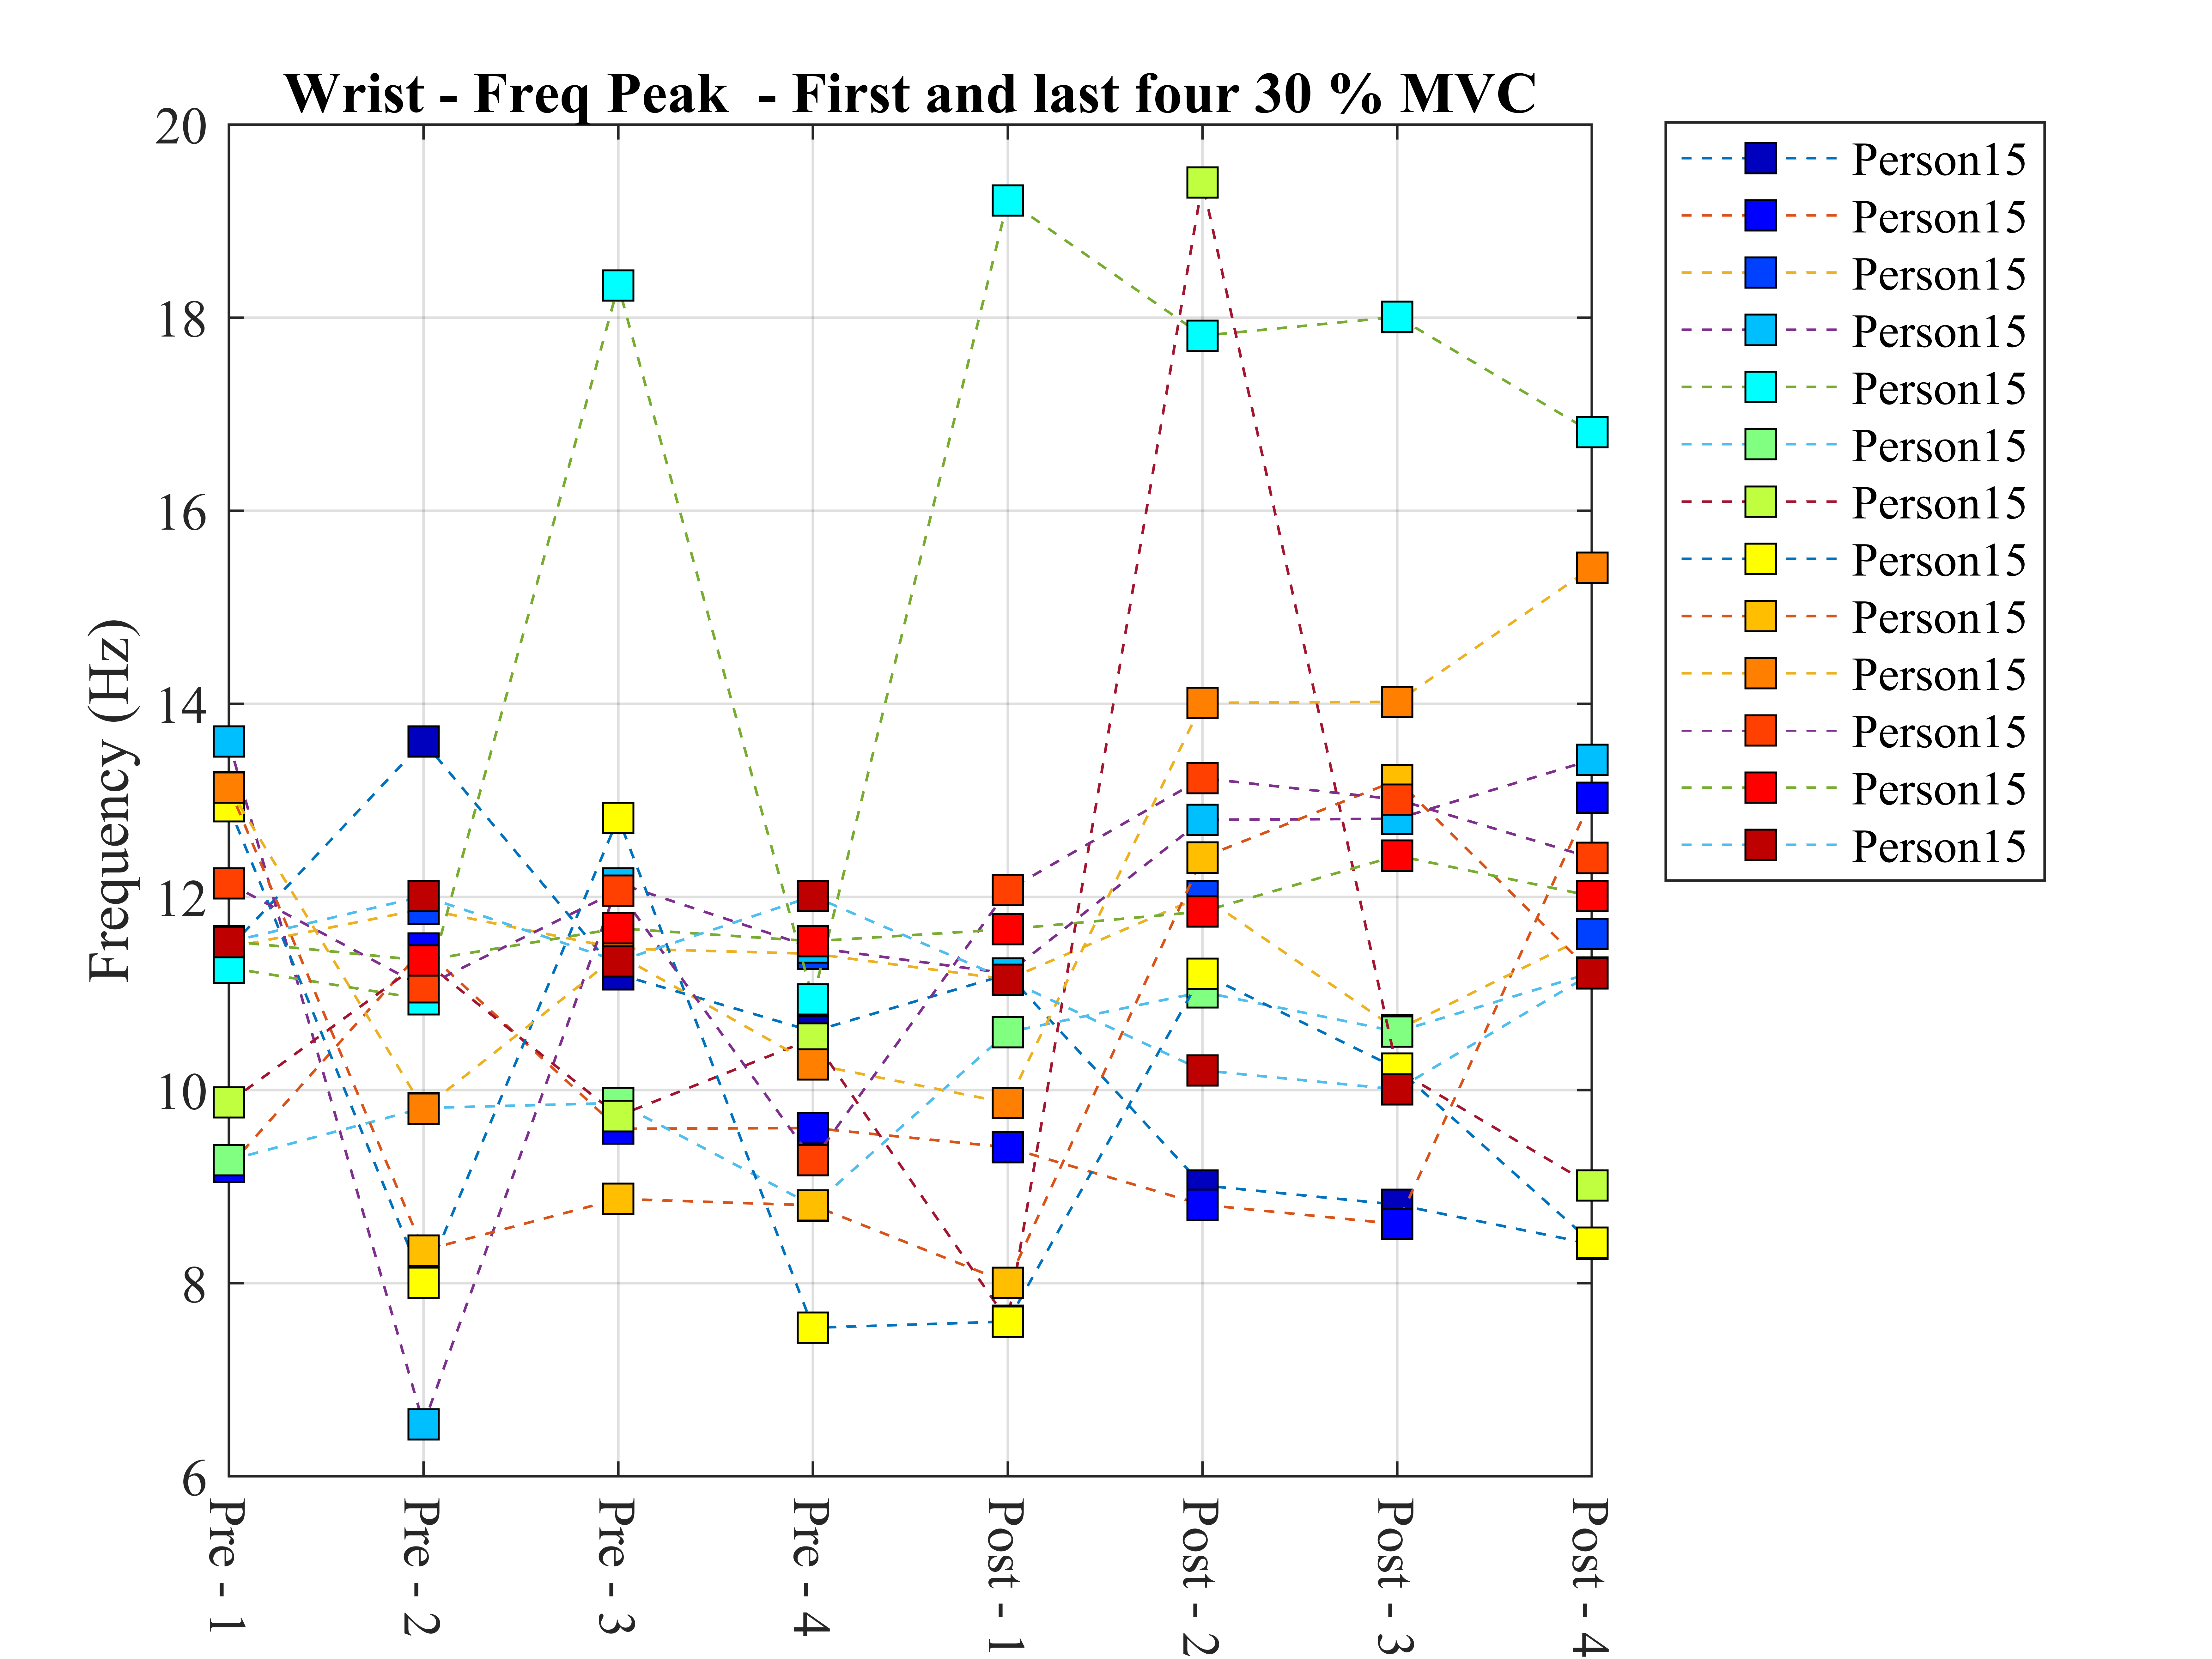 Wrist - Freq Peak - First and last four 30 % MVC
Frequency (Hz)
20
18
16
14
12
10
8
6
Pre - 1
Pre - 2
Pre - 3
Pre - 4
Post - 1
Post - 2
Post - 3
Post - 4
Person15
Person15
Person15
Person15
Person15
Person15
Person15
Person15
Person15
Person15
Person15
Person15
Person15